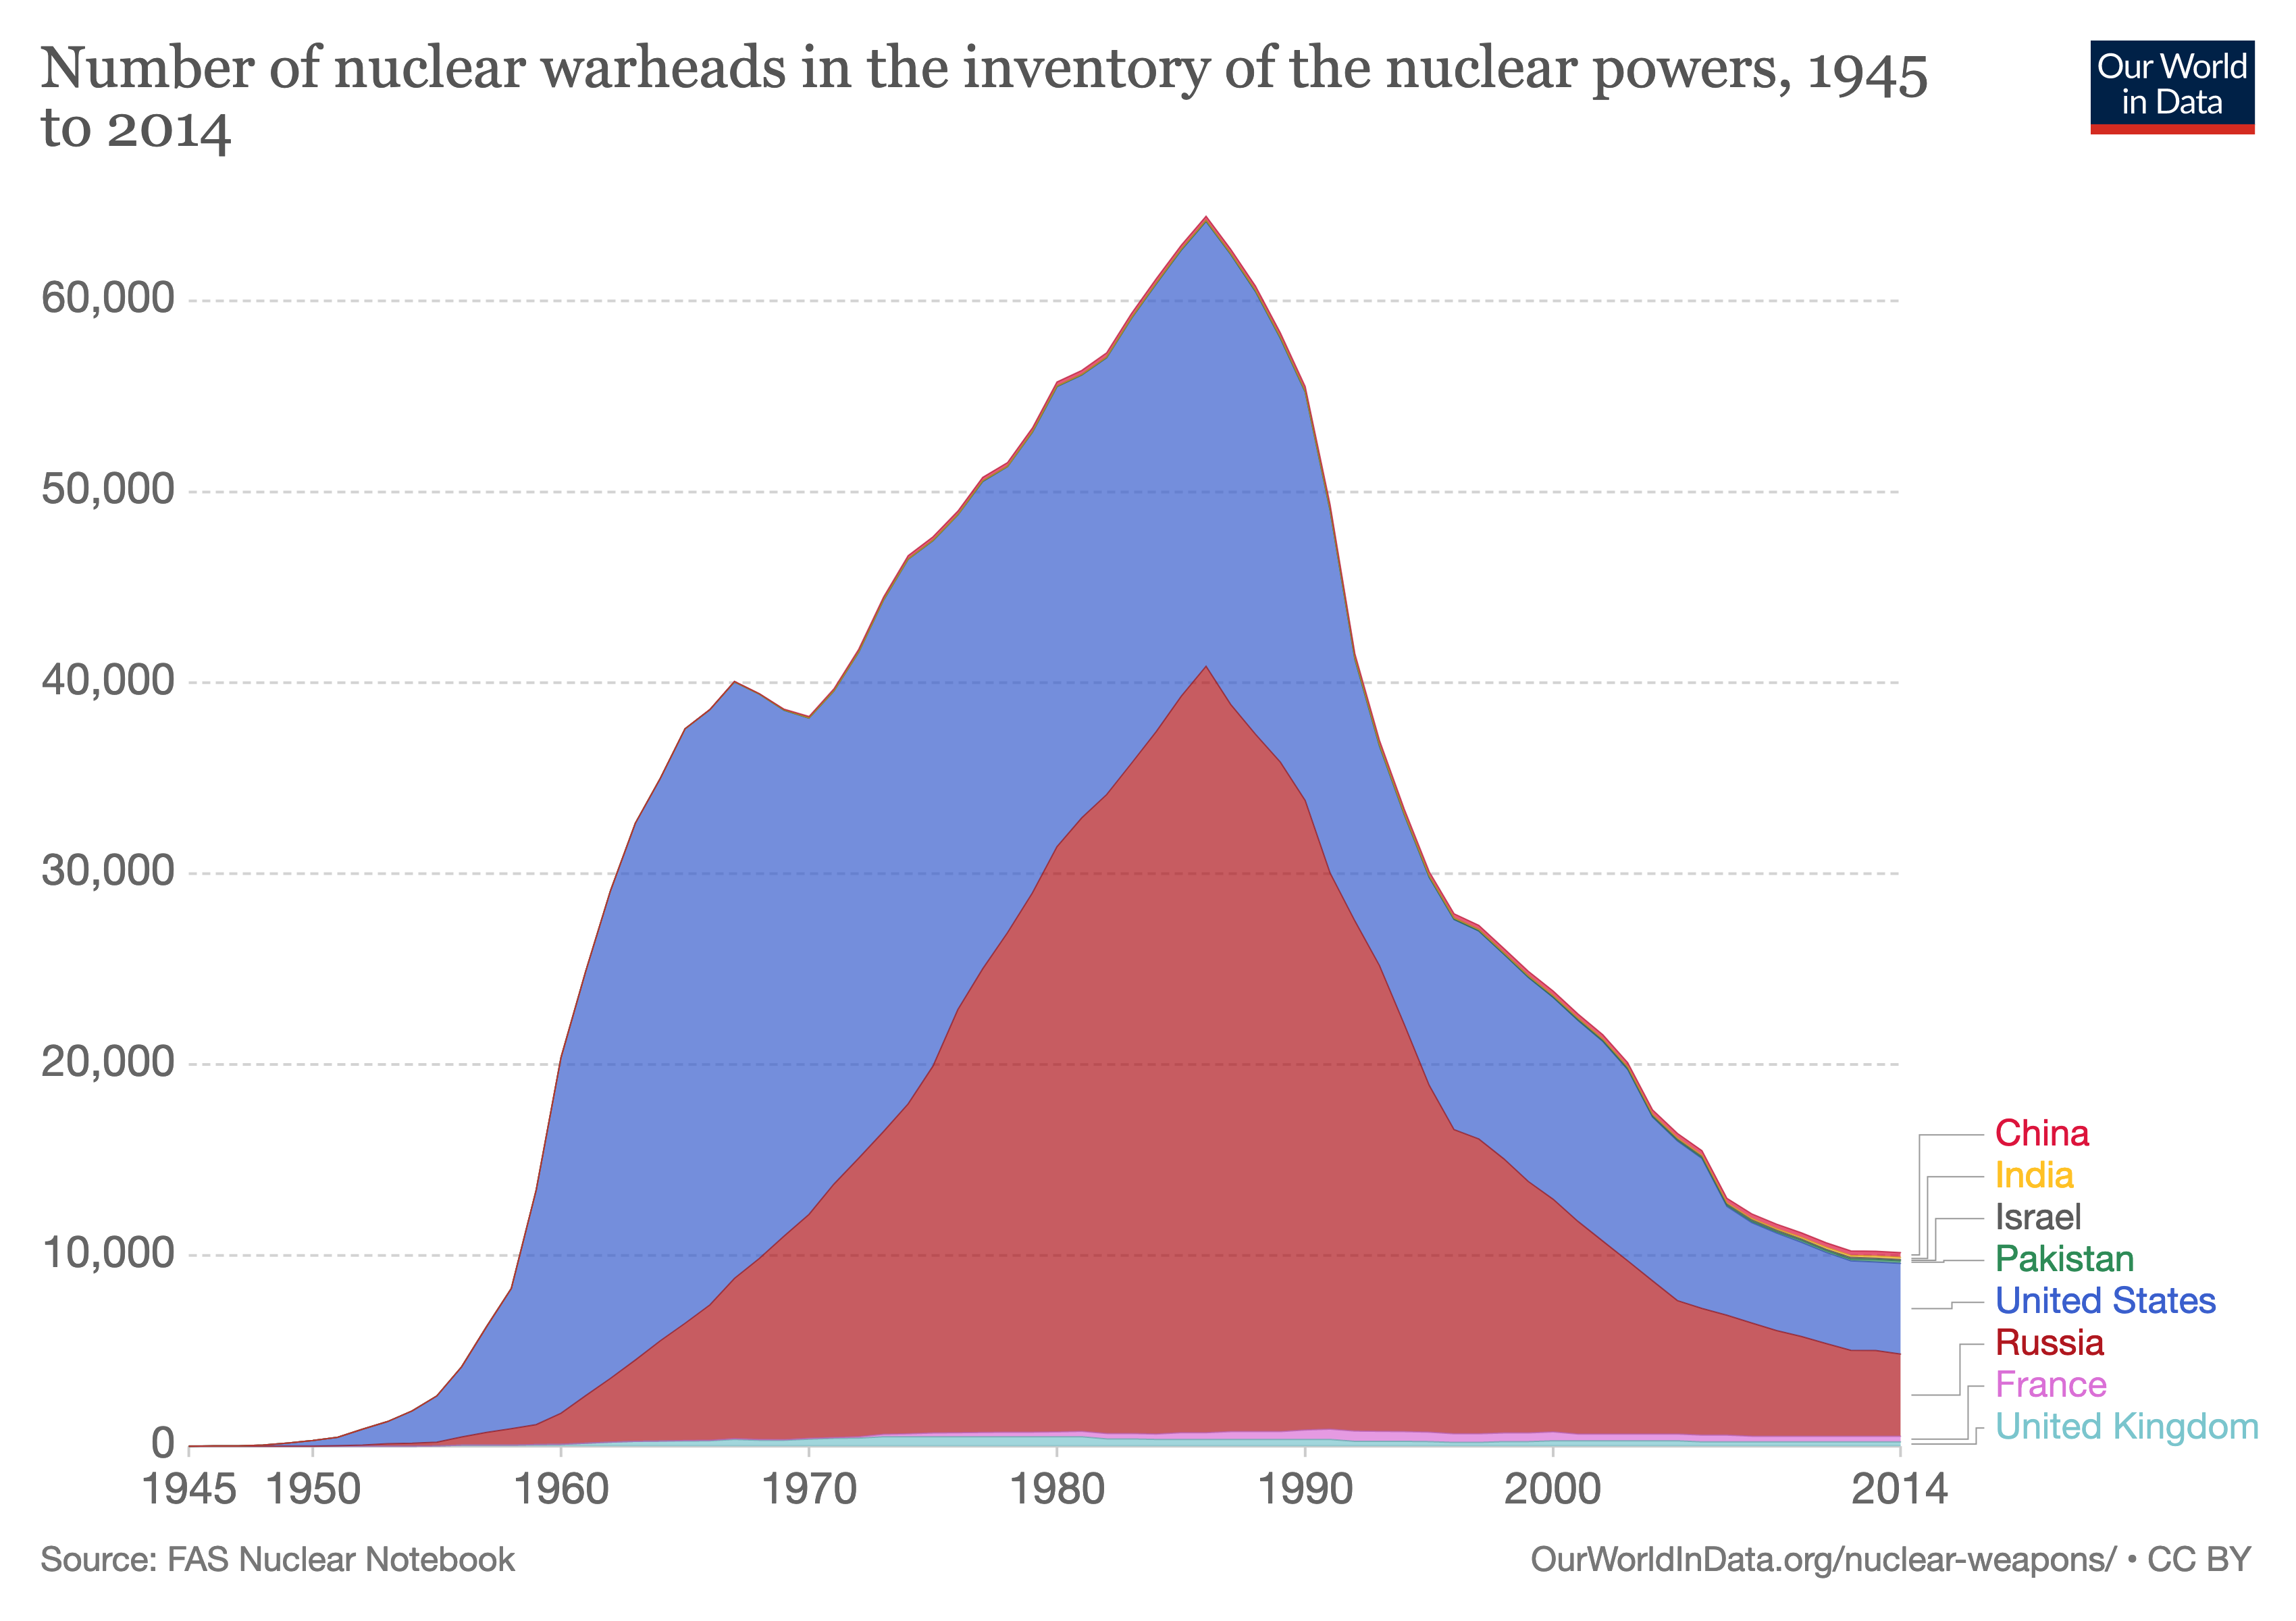 Number of nuclear warheads in the inventory of the nuclear powers, 1945
to 2014
Our World
in Data
60,000
50,000
40,000
30,000
20,000
10,000
0
China
India
Israel
Pakistan
United States
Russia
France
United Kingdom
1945 1950 1960 1970 1980 1990 2000 2014
Source: FAS Nuclear Notebook
OurWorldInData.org/nuclear-weapons/ • CC BY